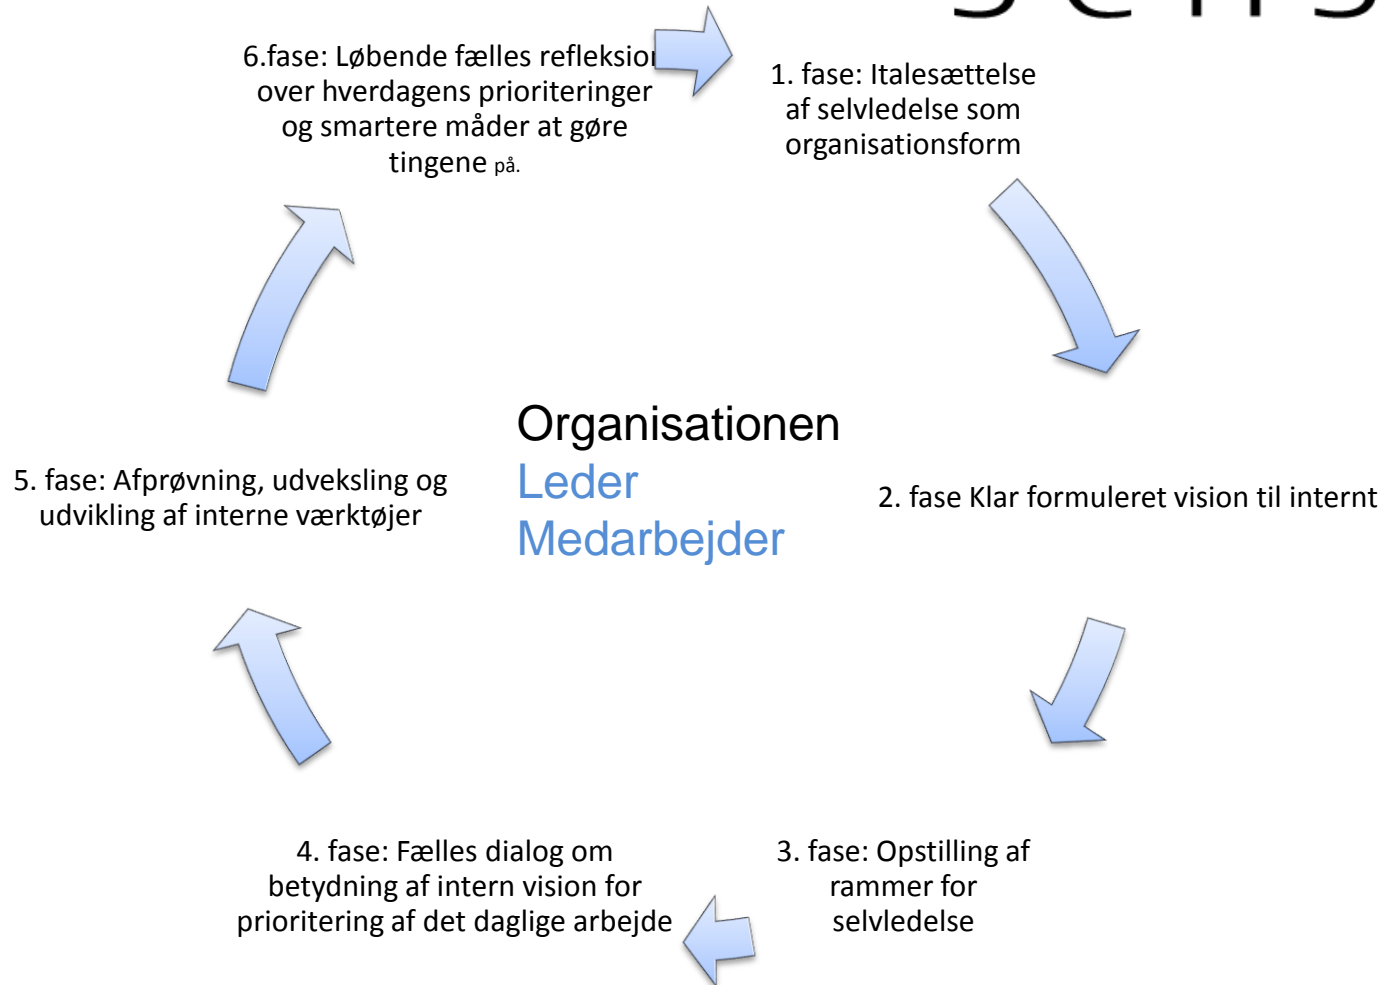 6.fase: Løbende fælles refleksion
over hverdagens prioriteringer
og smartere måder at gøre
tingene på.
1. fase: Italesættelse
af selvledelse som
organisationsform
Organisationen
Leder
Medarbejder
5. fase: Afprøvning, udveksling og
udvikling af interne værktøjer
2. fase Klar formuleret vision til internt
4. fase: Fælles dialog om
betydning af intern vision for
prioritering af det daglige arbejde
3. fase: Opstilling af
rammer for
selvledelse